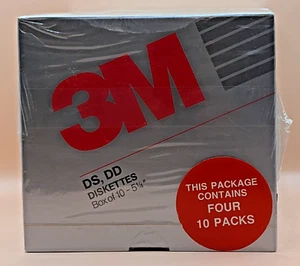 3M
DS, DD
DISKETTES
Box of 10 - 5¼"
THIS PACKAGE
CONTAINS
FOUR
10 PACKS